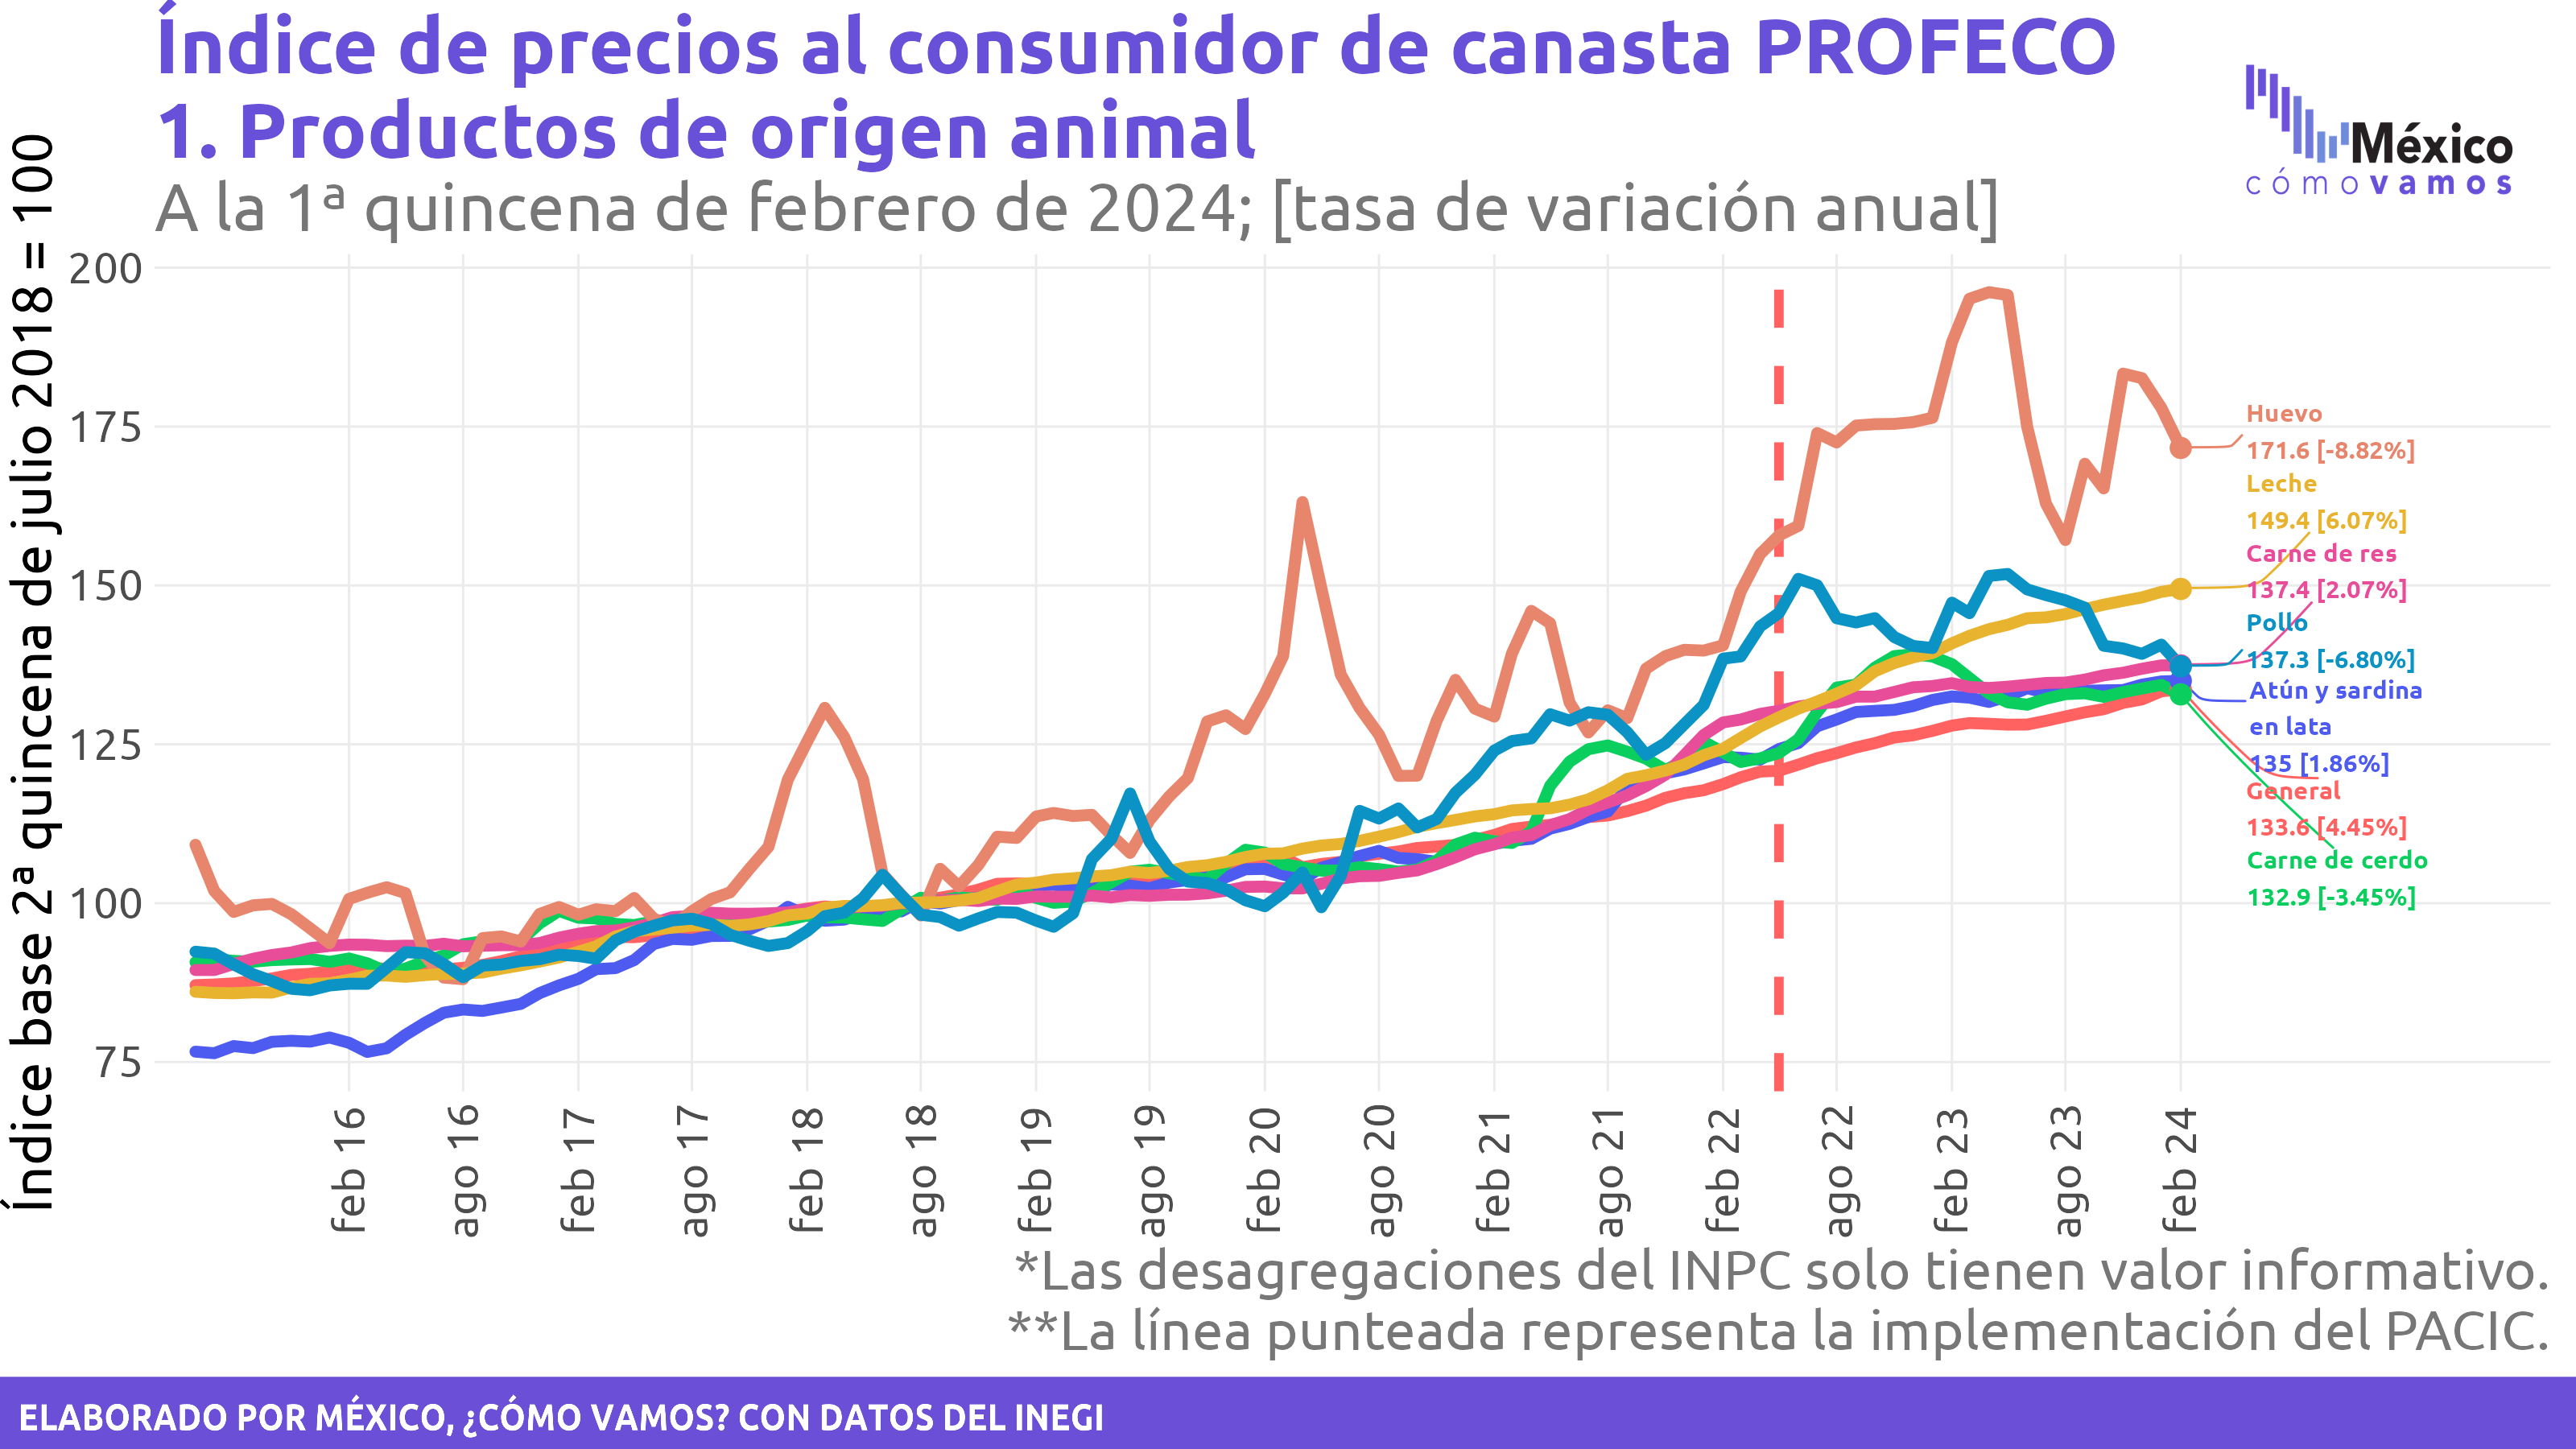 Índice de precios al consumidor de canasta PROFECO
1. Productos de origen animal
A la 1ª quincena de febrero de 2024; [tasa de variación anual]
México
cómo vamos
Índice base 2ª quincena de julio 2018 = 100
200
175
150
125
100
75
Huevo
171.6 [-8.82%]
Leche
149.4 [6.07%]
Carne de res
137.4 [2.07%]
Pollo
137.3 [-6.80%]
Atún y sardina
en lata
135 [1.86%]
General
133.6 [4.45%]
Carne de cerdo
132.9 [-3.45%]
feb 16
ago 16
feb 17
ago 17
feb 18
ago 18
feb 19
ago 19
feb 20
ago 20
feb 21
ago 21
feb 22
ago 22
feb 23
ago 23
feb 24
*Las desagregaciones del INPC solo tienen valor informativo.
**La línea punteada representa la implementación del PACIC.
ELABORADO POR MÉXICO, ¿CÓMO VAMOS? CON DATOS DEL INEGI